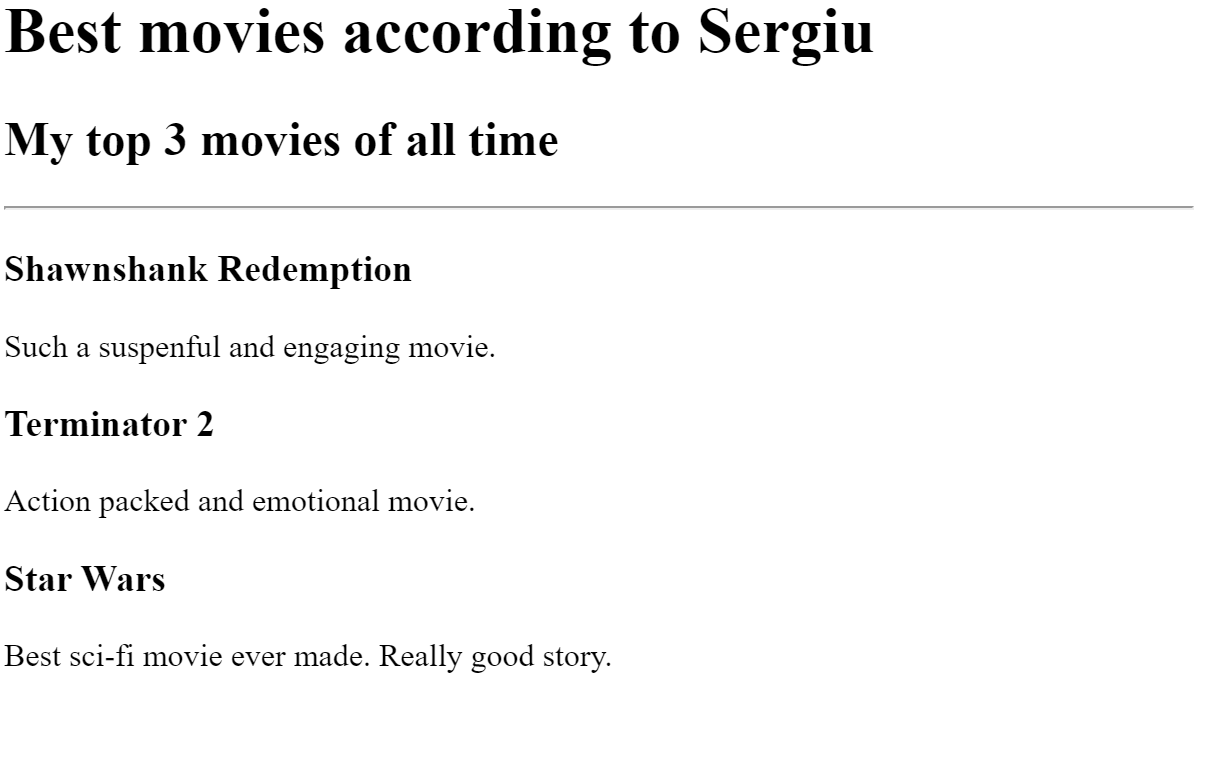 Best movies according to Sergiu
My top 3 movies of all time
Shawnshank Redemption
Such a suspenful and engaging movie.
Terminator 2
Action packed and emotional movie.
Star Wars
Best sci-fi movie ever made. Really good story.